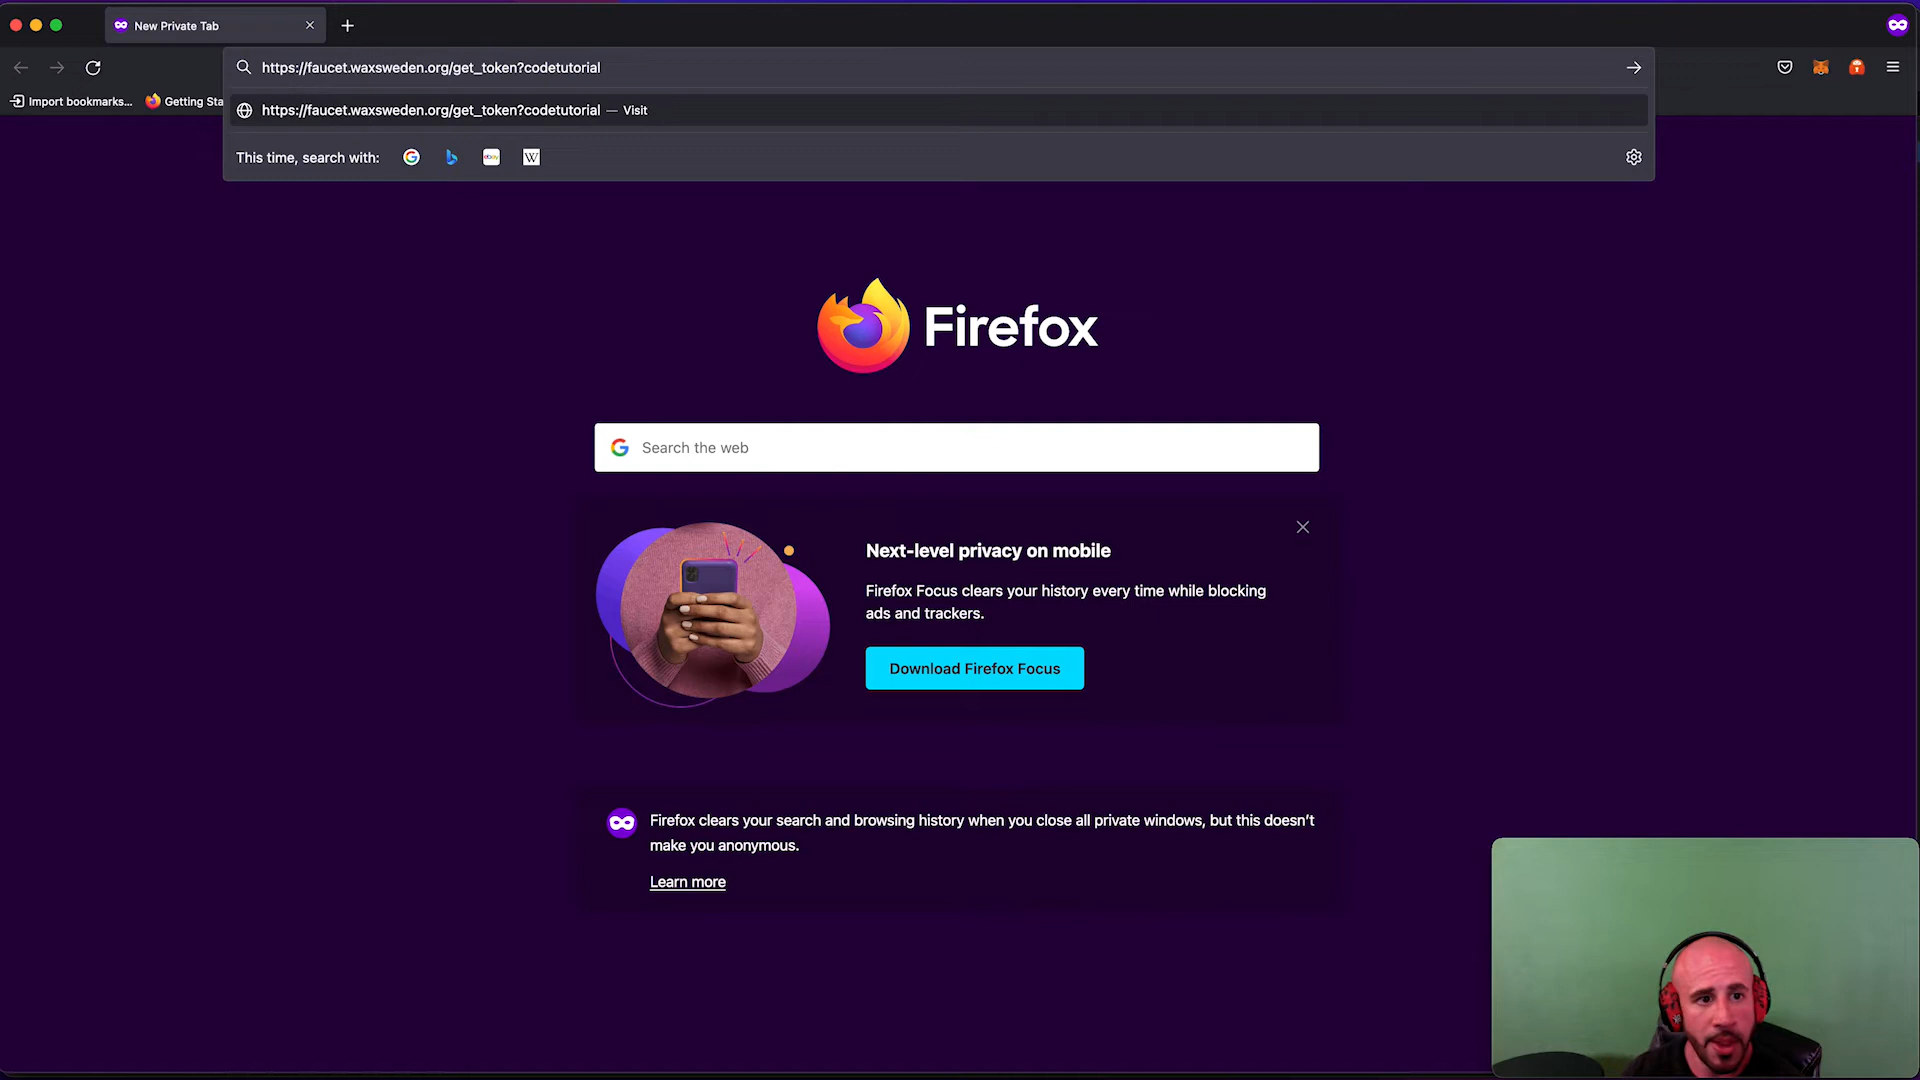 New Private Tab
https://faucet.waxsweden.org/get_token?codetutorial
Import bookmarks... Getting Sta
https://faucet.waxsweden.org/get_token?codetutorial — Visit
This time, search with:
ebay
W
Firefox
Search the web
Next-level privacy on mobile
Firefox Focus clears your history every time while blocking
ads and trackers.
Download Firefox Focus
Firefox clears your search and browsing history when you close all private windows, but this doesn’t
make you anonymous.
Learn more